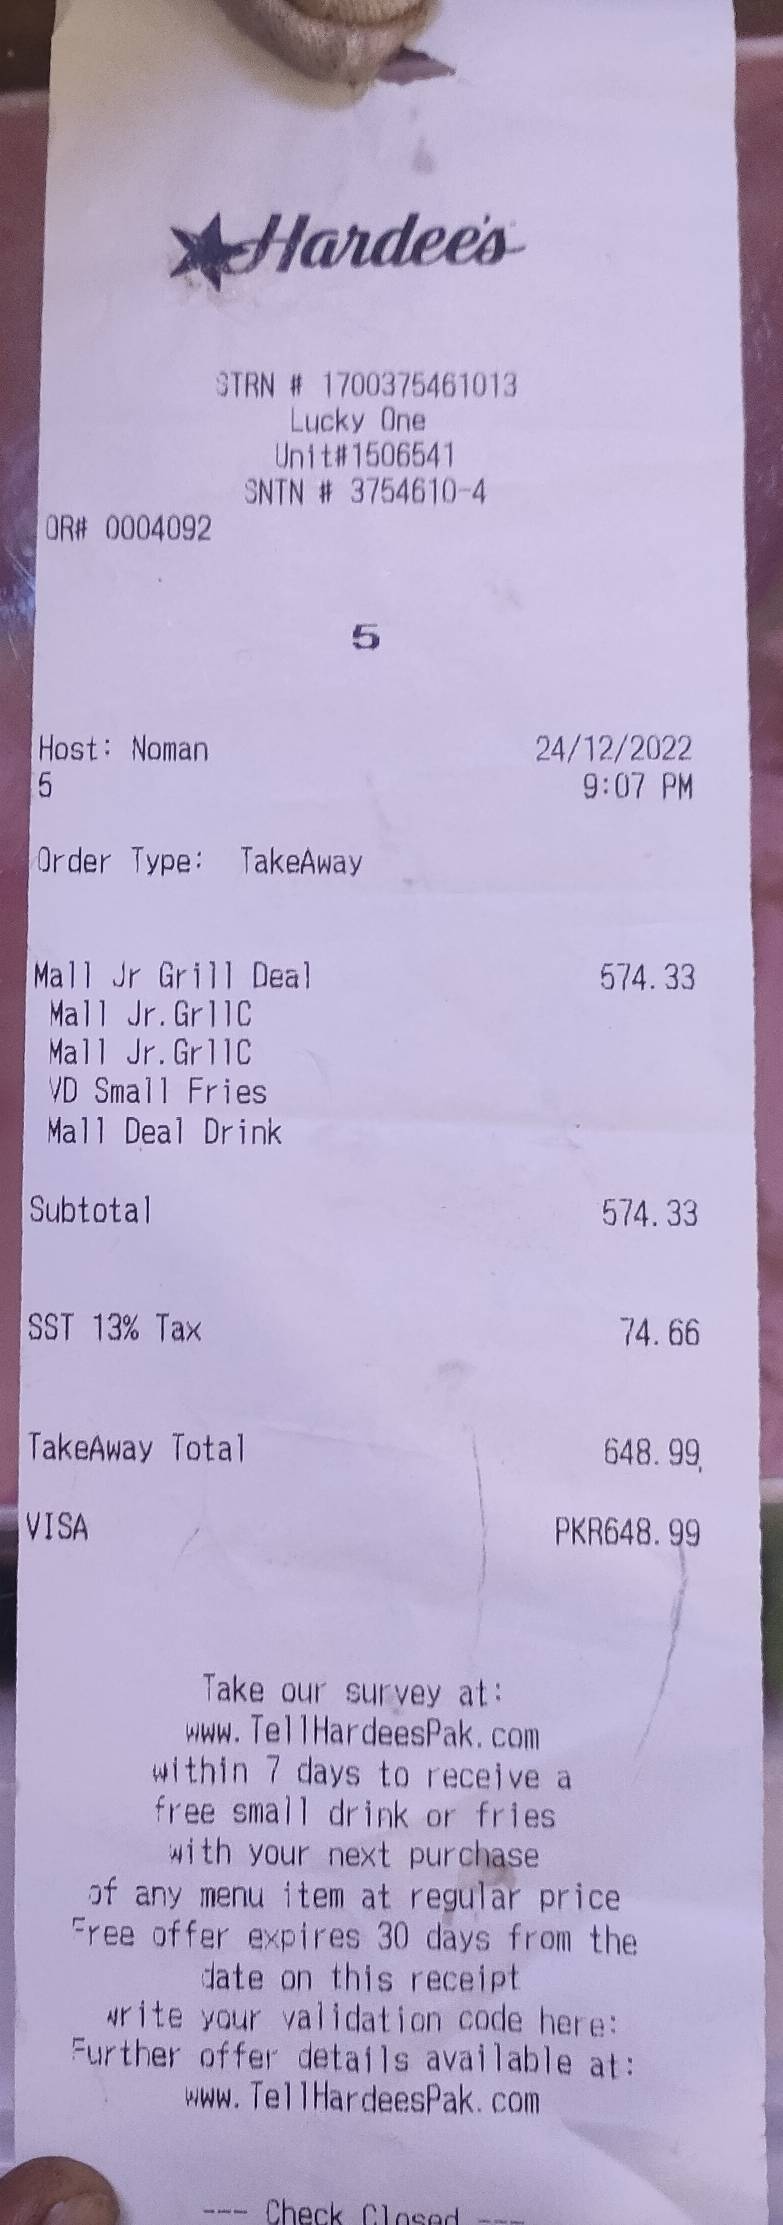 Hardee's
STRN # 1700375461013
Lucky One
Unit#1506541
SNTN # 3754610-4
OR# 0004092
5
Host: Noman 24/12/2022
5 9:07 PM
Order Type: TakeAway
Mall Jr Grill Deal 574.33
Mall Jr.GrllC
Mall Jr.GrllC
VD Small Fries
Mall Deal Drink
Subtotal 574.33
SST 13% Tax 74.66
TakeAway Total 648.99
VISA PKR648.99
Take our survey at:
www.TellHardeesPak.com
within 7 days to receive a
free small drink or fries
with your next purchase
of any menu item at regular price
Free offer expires 30 days from the
date on this receipt
write your validation code here:
Further offer details available at:
www.TellHardeesPak.com
--- Check Closed ---